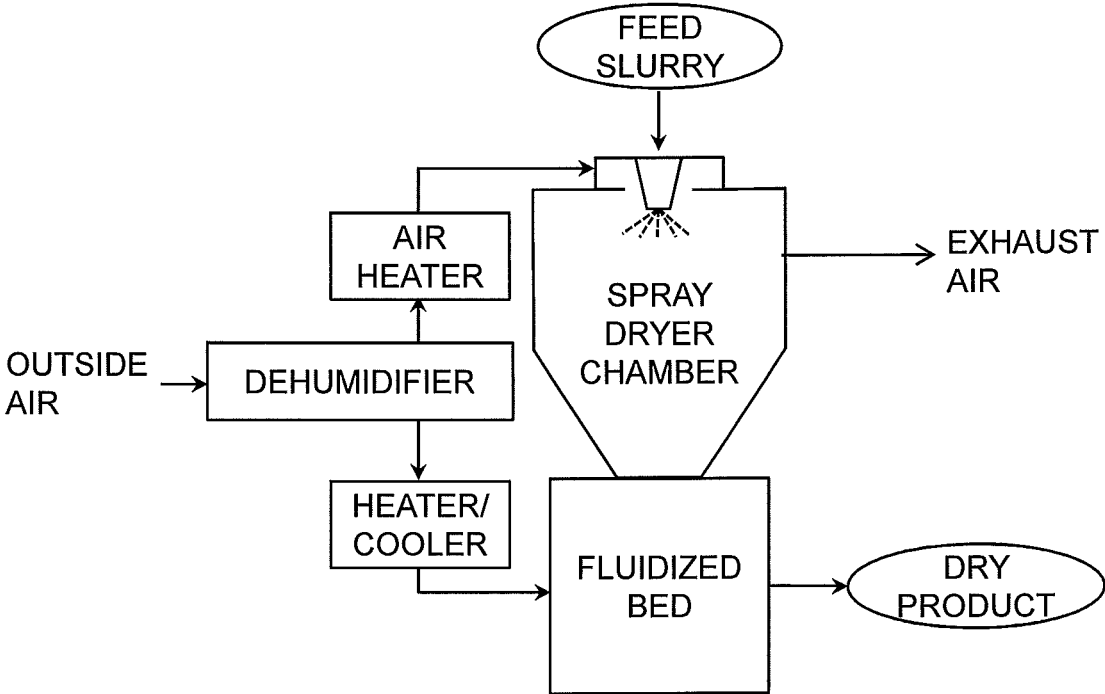 FEED
SLURRY
AIR
HEATER
EXHAUST
AIR
SPRAY
DRYER
CHAMBER
OUTSIDE
AIR
DEHUMIDIFIER
HEATER/
COOLER
FLUIDIZED
BED
DRY
PRODUCT